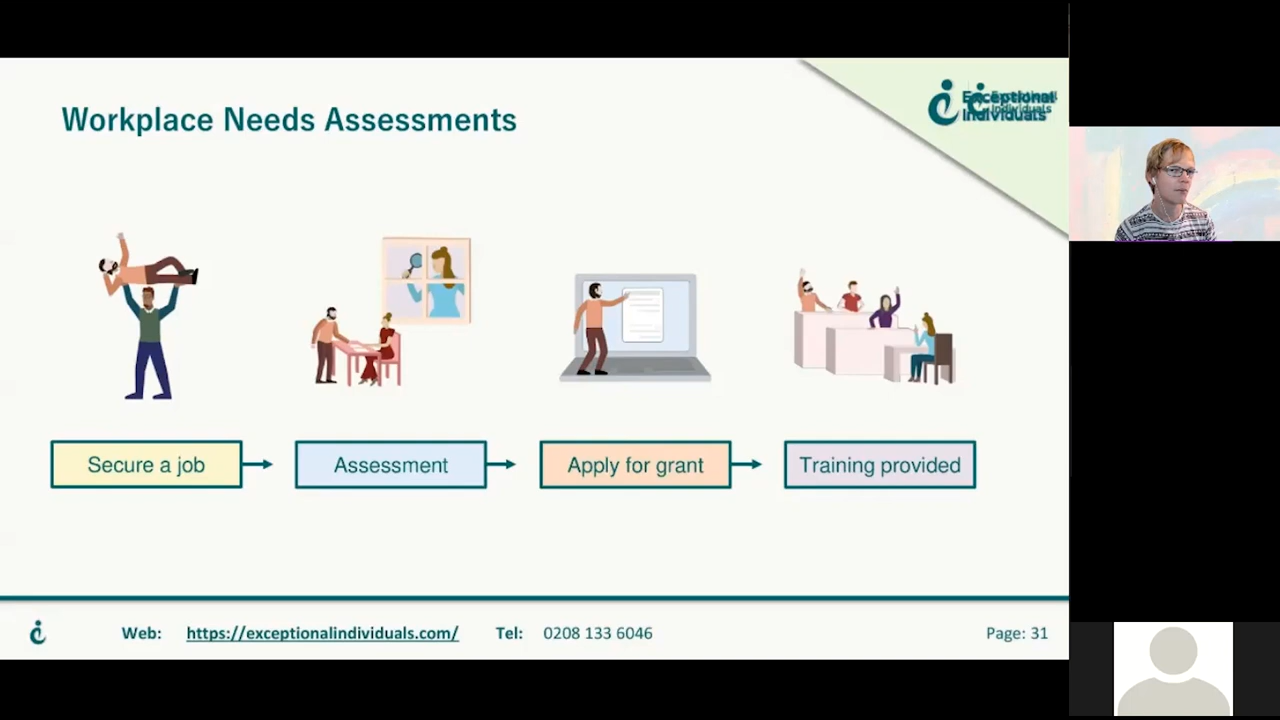 Workplace Needs Assessments
Exceptional
Individuals
Secure a job
Assessment
Apply for grant
Training provided
Web: https://exceptionalindividuals.com/ Tel: 0208 133 6046 Page: 31